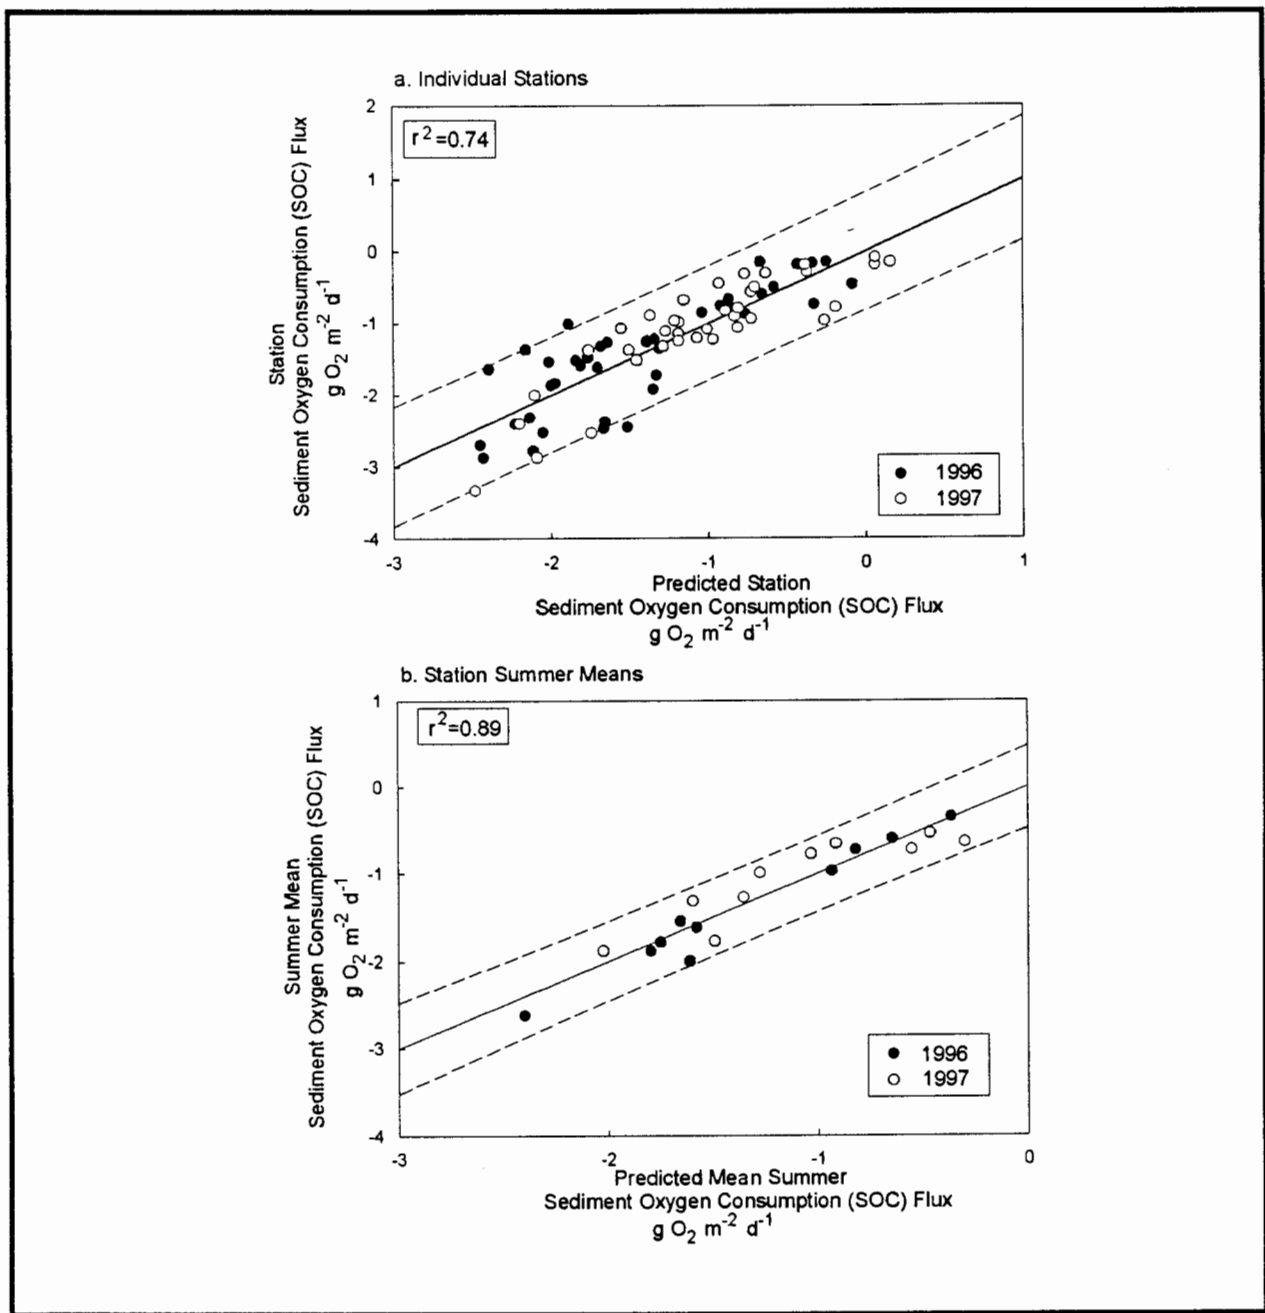 a. Individual Stations
r²=0.74
Station
Sediment Oxygen Consumption (SOC) Flux
g O₂ m⁻² d⁻¹
2
1
0
-1
-2
-3
-4
-3 -2 -1 0 1
1996
1997
Predicted Station
Sediment Oxygen Consumption (SOC) Flux
g O₂ m⁻² d⁻¹
b. Station Summer Means
r²=0.89
Summer Mean
Sediment Oxygen Consumption (SOC) Flux
g O₂ m⁻² d⁻¹
1
0
-1
-2
-3
-4
-3 -2 -1 0
1996
1997
Predicted Mean Summer
Sediment Oxygen Consumption (SOC) Flux
g O₂ m⁻² d⁻¹